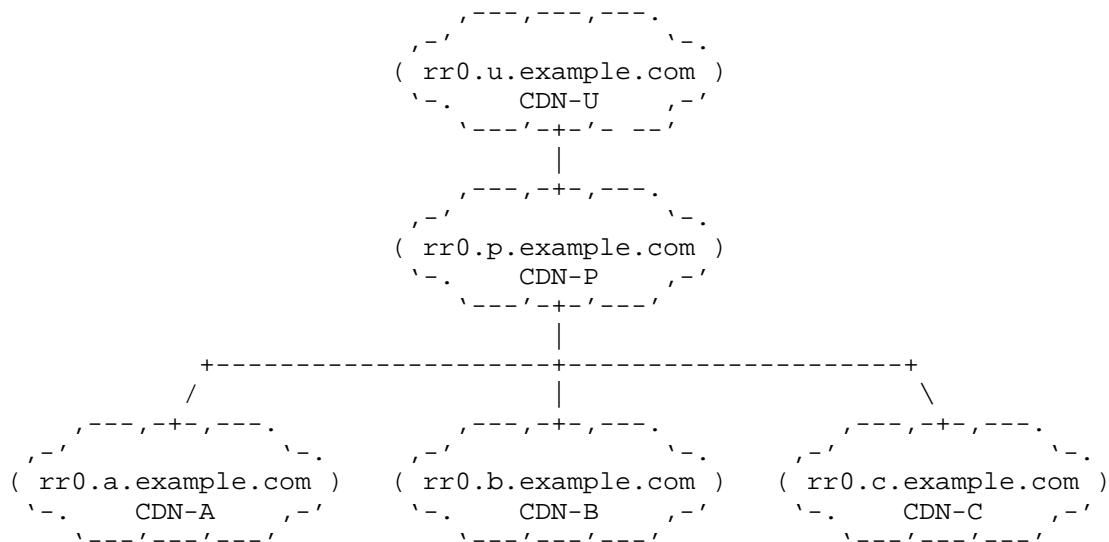 ( rr0.u.example.com )
CDN-U
( rr0.p.example.com )
CDN-P
( rr0.a.example.com ) ( rr0.b.example.com ) ( rr0.c.example.com )
CDN-A CDN-B CDN-C